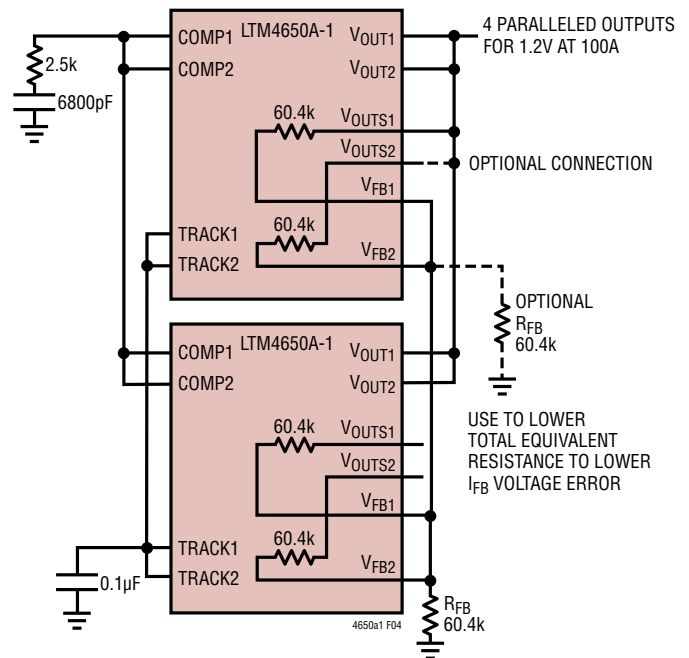 4 PARALLELED OUTPUTS
FOR 1.2V AT 100A
COMP1 LTM4650A-1 VOUT1
COMP2 VOUT2
2.5k
6800pF
60.4k VOUTS1
VOUTS2
OPTIONAL CONNECTION
VFB1
60.4k
TRACK1
TRACK2 VFB2
OPTIONAL
RFB
60.4k
COMP1 LTM4650A-1 VOUT1
COMP2 VOUT2
60.4k VOUTS1
VOUTS2
USE TO LOWER
TOTAL EQUIVALENT
RESISTANCE TO LOWER
IFB VOLTAGE ERROR
VFB1
60.4k
TRACK1
TRACK2 VFB2
0.1µF
RFB
60.4k
4650a1 F04